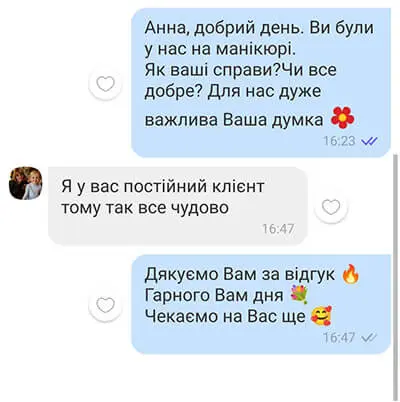 Анна, добрий день. Ви були
у нас на манікюрі.
Як ваші справи?Чи все
добре? Для нас дуже
важлива Ваша думка 🌺
16:23
Я у вас постійний клієнт
тому так все чудово
16:47
Дякуємо Вам за відгук 🔥
Гарного Вам дня 💐
Чекаємо на Вас ще 🥰
16:47